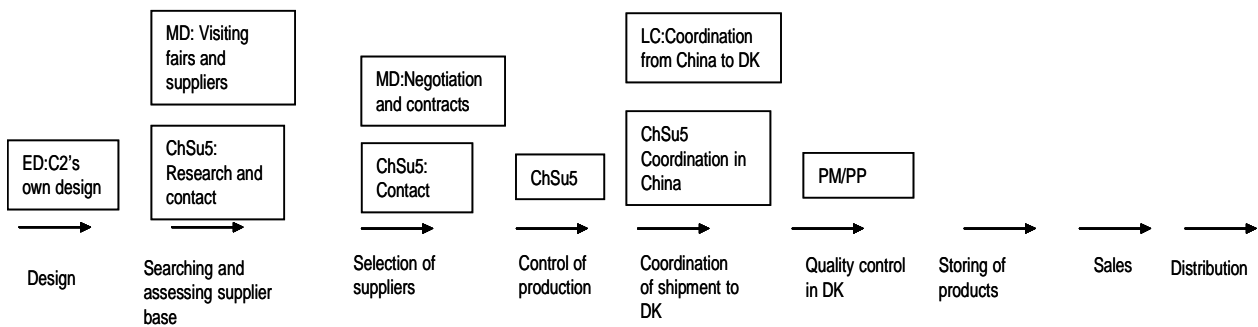 MD: Visiting
fairs and
suppliers
LC:Coordination
from China to DK
MD:Negotiation
and contracts
ED:C2's
own design
ChSu5:
Research and
contact
ChSu5:
Contact
ChSu5
ChSu5
Coordination in
China
PM/PP
Design
Searching and
assessing supplier
base
Selection of
suppliers
Control of
production
Coordination
of shipment to
DK
Quality control
in DK
Storing of
products
Sales
Distribution